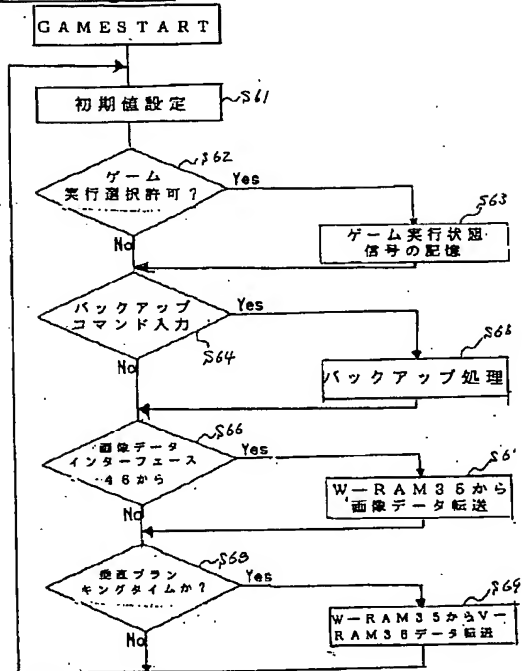 GAMESTART
初期値設定
S61
S62
ゲーム
実行選択許可?
Yes
No
S63
ゲーム実行状態
信号の記憶
バックアップ
コマンド入力
S64
Yes
No
バックアップ処理
S66
画像データ
インターフェース
46から
Yes
No
W-RAM35から
画像データ転送
S68
垂直ブラン
キングタイムか?
Yes
No
S69
W-RAM35からV-
RAM36データ転送